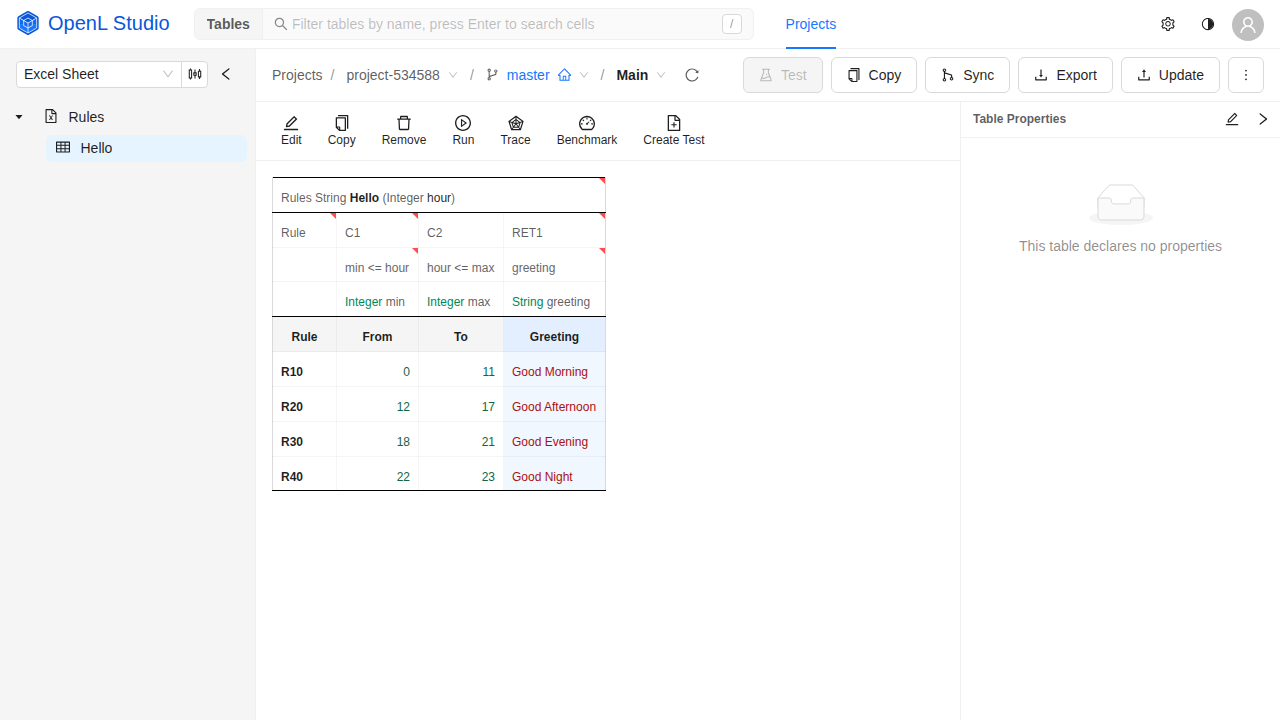 OpenL Studio
Tables
Filter tables by name, press Enter to search cells
/
Projects
Excel Sheet
Projects / project-534588 / master / Main
Test
Copy
Sync
Export
Update
Rules
Hello
Edit
Copy
Remove
Run
Trace
Benchmark
Create Test
Table Properties
This table declares no properties
Rules String Hello (Integer hour)
Rule C1 C2 RET1
min <= hour hour <= max greeting
Integer min Integer max String greeting
Rule From To Greeting
R10 0 11 Good Morning
R20 12 17 Good Afternoon
R30 18 21 Good Evening
R40 22 23 Good Night